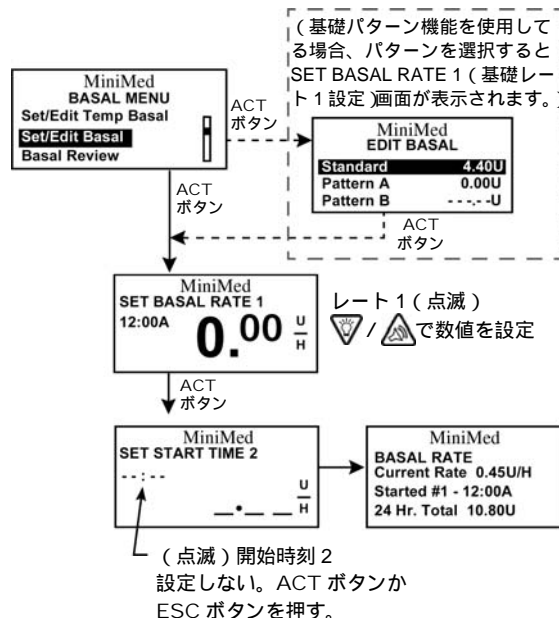 (基礎パターン機能を使用して
る場合、パターンを選択すると
SET BASAL RATE 1(基礎レー
ト1設定)画面が表示されます。)
MiniMed
BASAL MENU
Set/Edit Temp Basal
Set/Edit Basal
Basal Review
ACT
ボタン
MiniMed
EDIT BASAL
Standard 4.40U
Pattern A 0.00U
Pattern B ---.--U
ACT
ボタン
ACT
ボタン
MiniMed
SET BASAL RATE 1
12:00A 0.00 U/H
レート1(点滅)
/ で数値を設定
ACT
ボタン
MiniMed
SET START TIME 2
--:--
_._ _ U/H
MiniMed
BASAL RATE
Current Rate 0.45U/H
Started #1 - 12:00A
24 Hr. Total 10.80U
(点滅)開始時刻2
設定しない。ACT ボタンか
ESC ボタンを押す。